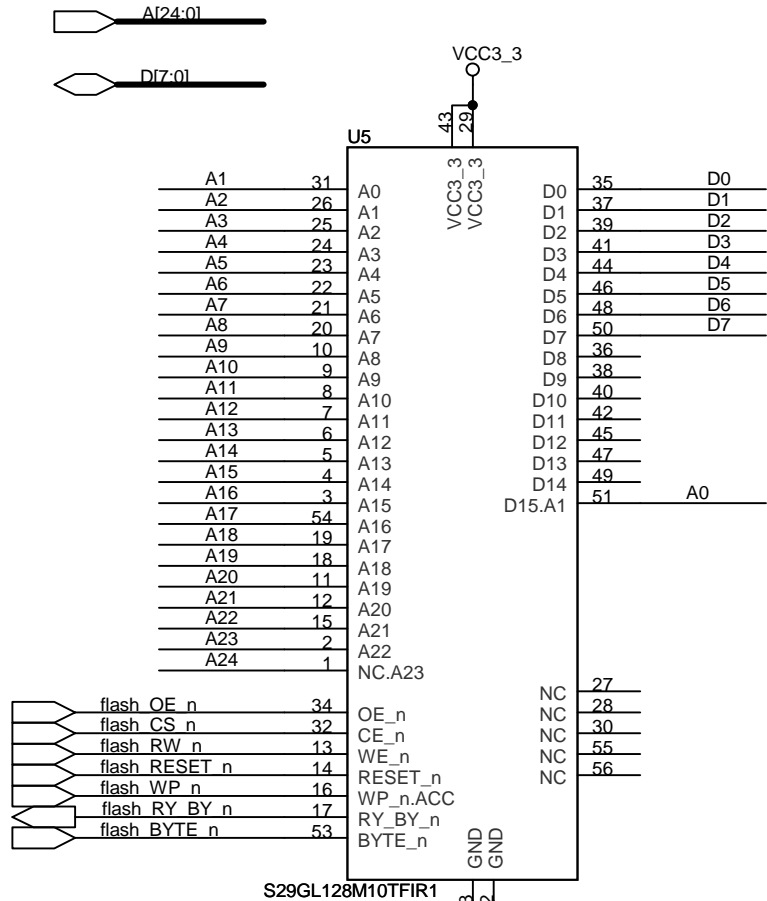 A[24:0]
D[7:0]
VCC3_3
43 29
U5
VCC3_3 VCC3_3
A1 31 A0 D0 35 D0
A2 26 A1 D1 37 D1
A3 25 A2 D2 39 D2
A4 24 A3 D3 41 D3
A5 23 A4 D4 44 D4
A6 22 A5 D5 46 D5
A7 21 A6 D6 48 D6
A8 20 A7 D7 50 D7
A9 10 A8 D8 36
A10 9 A9 D9 38
A11 8 A10 D10 40
A12 7 A11 D11 42
A13 6 A12 D12 45
A14 5 A13 D13 47
A15 4 A14 D14 49
A16 3 A15 D15.A1 51 A0
A17 54 A16
A18 19 A17
A19 18 A18
A20 11 A19
A21 12 A20
A22 15 A21
A23 2 A22
A24 1 NC.A23
NC 27
flash_OE_n 34 OE_n NC 28
flash_CS_n 32 CE_n NC 30
flash_RW_n 13 WE_n NC 55
flash_RESET_n 14 RESET_n NC 56
flash_WP_n 16 WP_n.ACC
flash_RY_BY_n 17 RY_BY_n
flash_BYTE_n 53 BYTE_n
GND GND
S29GL128M10TFIR1